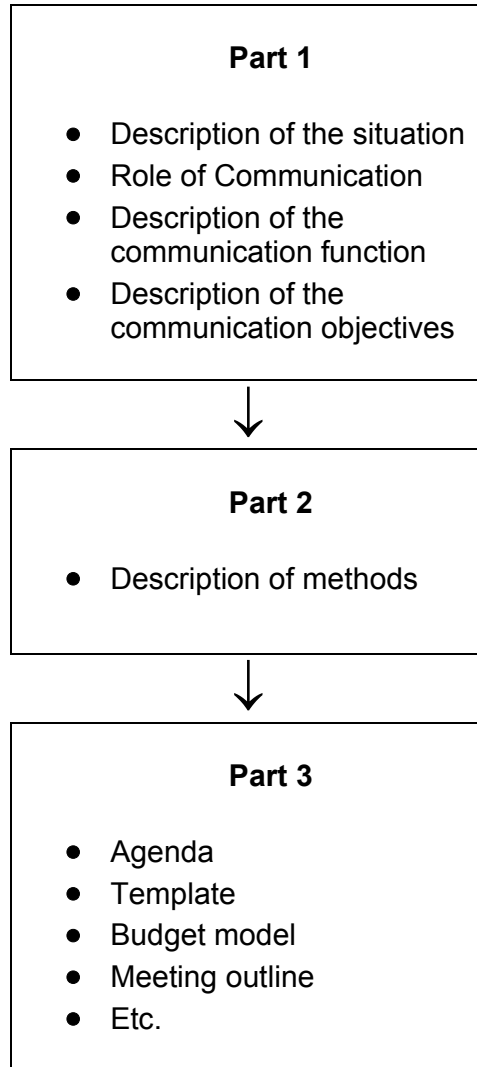 Part 1
● Description of the situation
● Role of Communication
● Description of the
communication function
● Description of the
communication objectives
Part 2
● Description of methods
Part 3
● Agenda
● Template
● Budget model
● Meeting outline
● Etc.